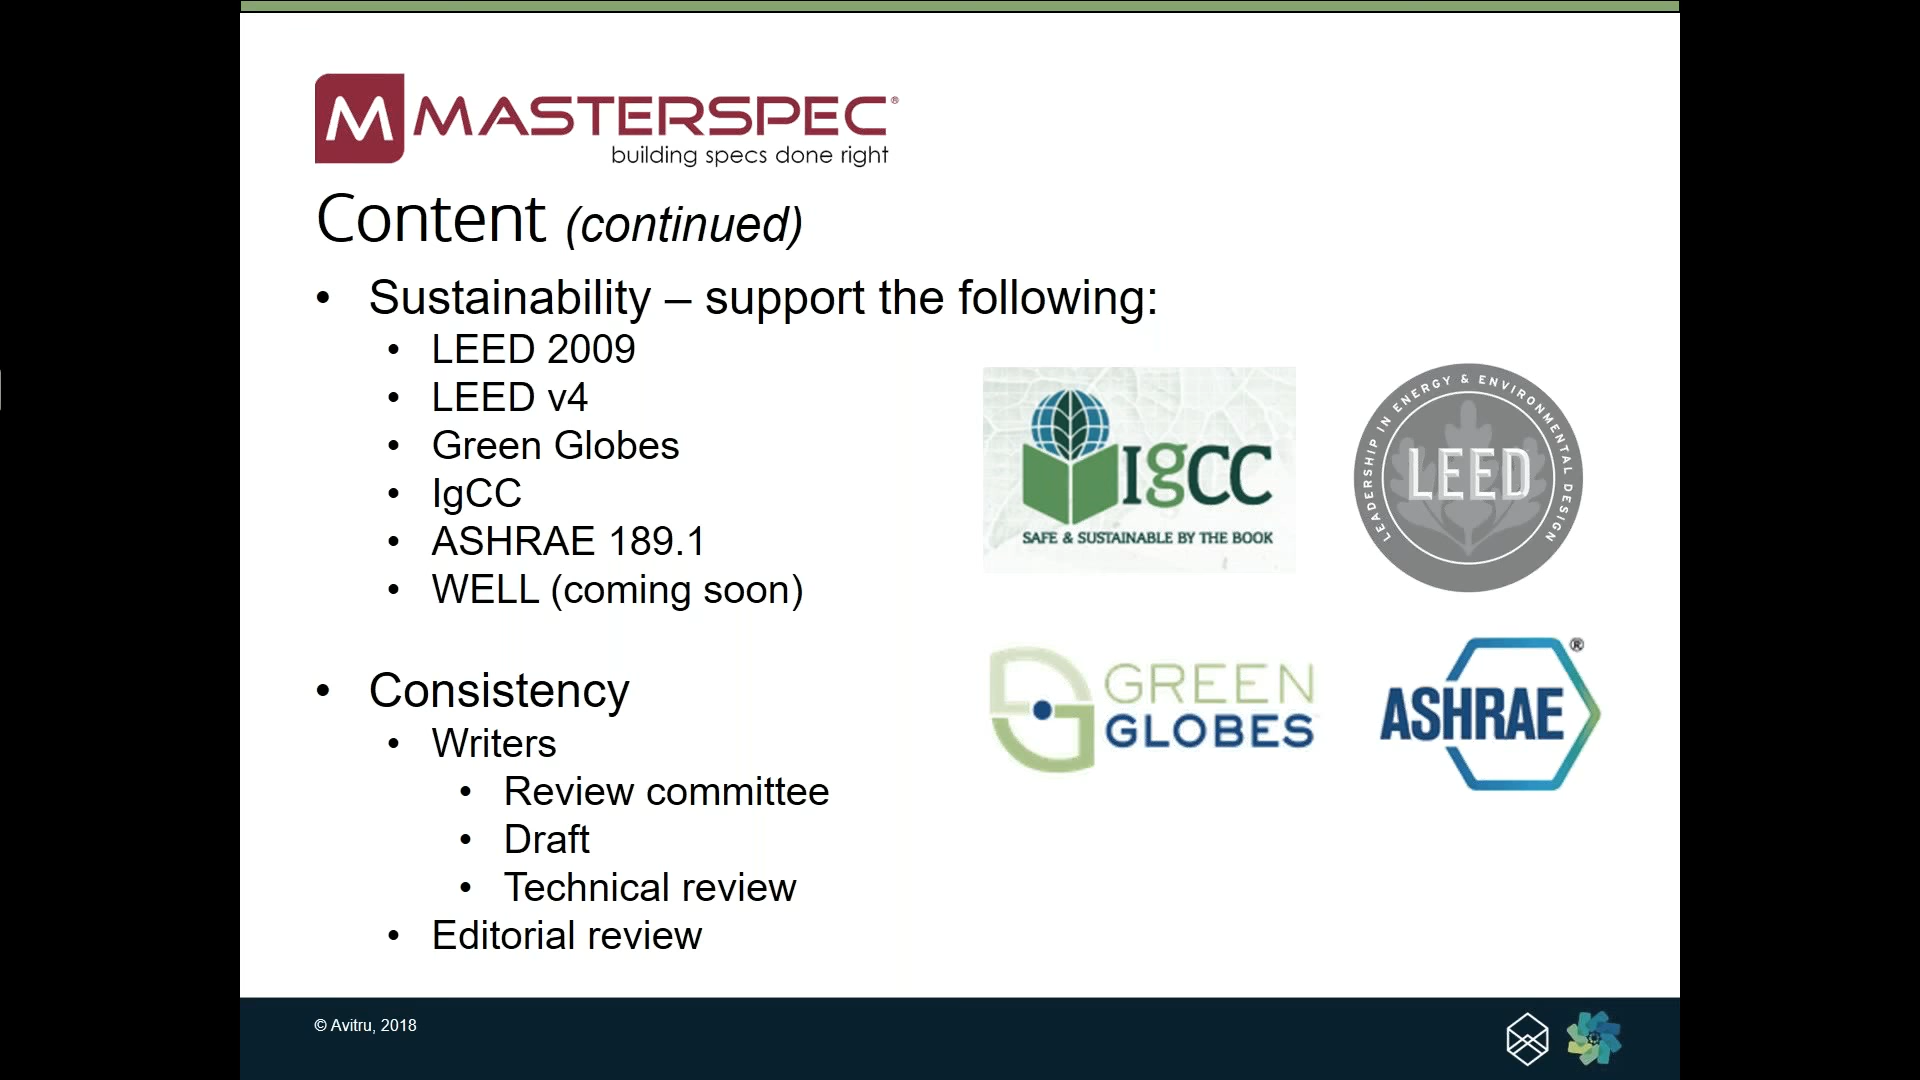 M MASTERSPEC®
building specs done right
Content (continued)
• Sustainability – support the following:
• LEED 2009
• LEED v4
• Green Globes
• IgCC
• ASHRAE 189.1
• WELL (coming soon)
• Consistency
• Writers
• Review committee
• Draft
• Technical review
• Editorial review
IgCC
SAFE & SUSTAINABLE BY THE BOOK
LEADERSHIP IN ENERGY & ENVIRONMENTAL DESIGN
LEED
GREEN
GLOBES
ASHRAE®
© Avitru, 2018